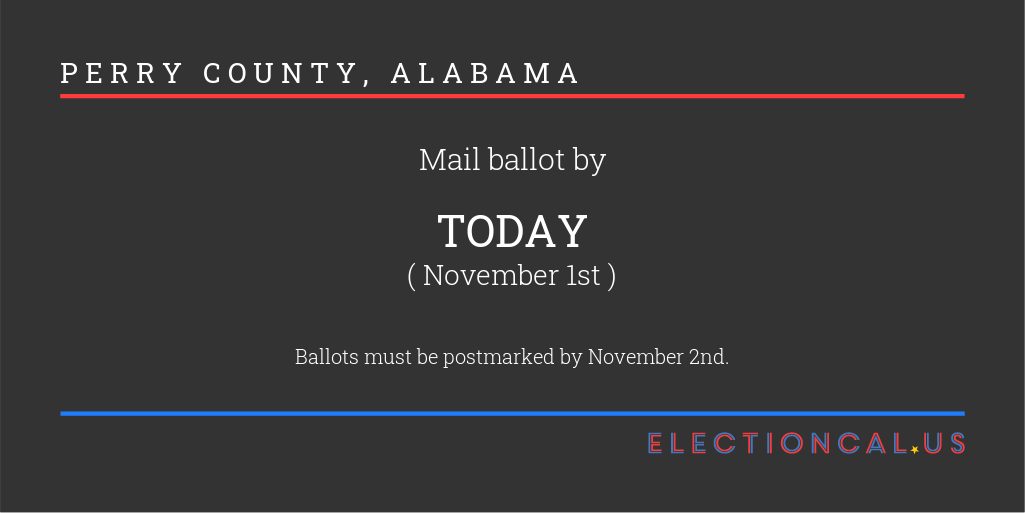 PERRY COUNTY, ALABAMA
Mail ballot by
TODAY
( November 1st )
Ballots must be postmarked by November 2nd.
ELECTIONCAL.US